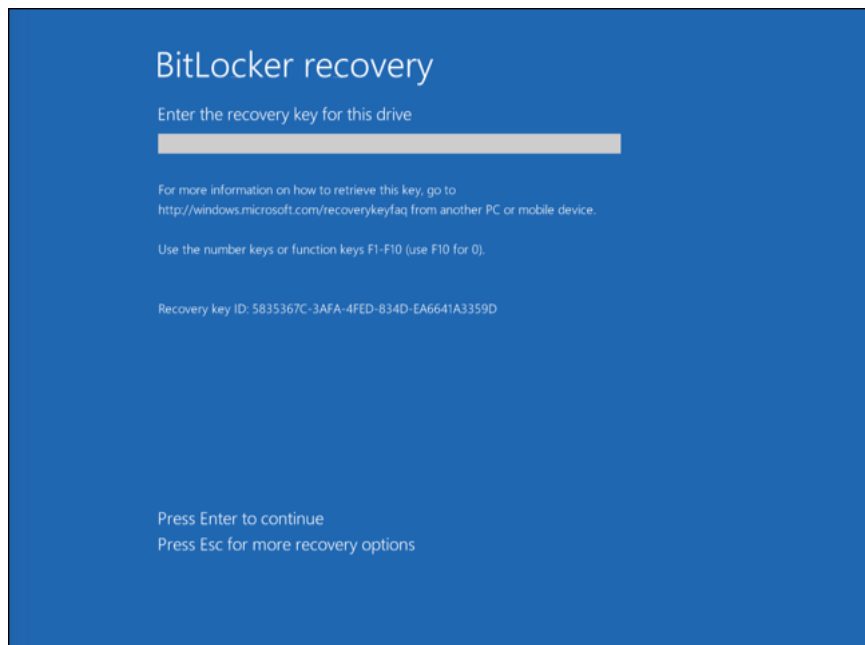 BitLocker recovery
Enter the recovery key for this drive
For more information on how to retrieve this key, go to
http://windows.microsoft.com/recoverykeyfaq from another PC or mobile device.
Use the number keys or function keys F1-F10 (use F10 for 0).
Recovery key ID: 5835367C-3AFA-4FED-834D-EA6641A3359D
Press Enter to continue
Press Esc for more recovery options